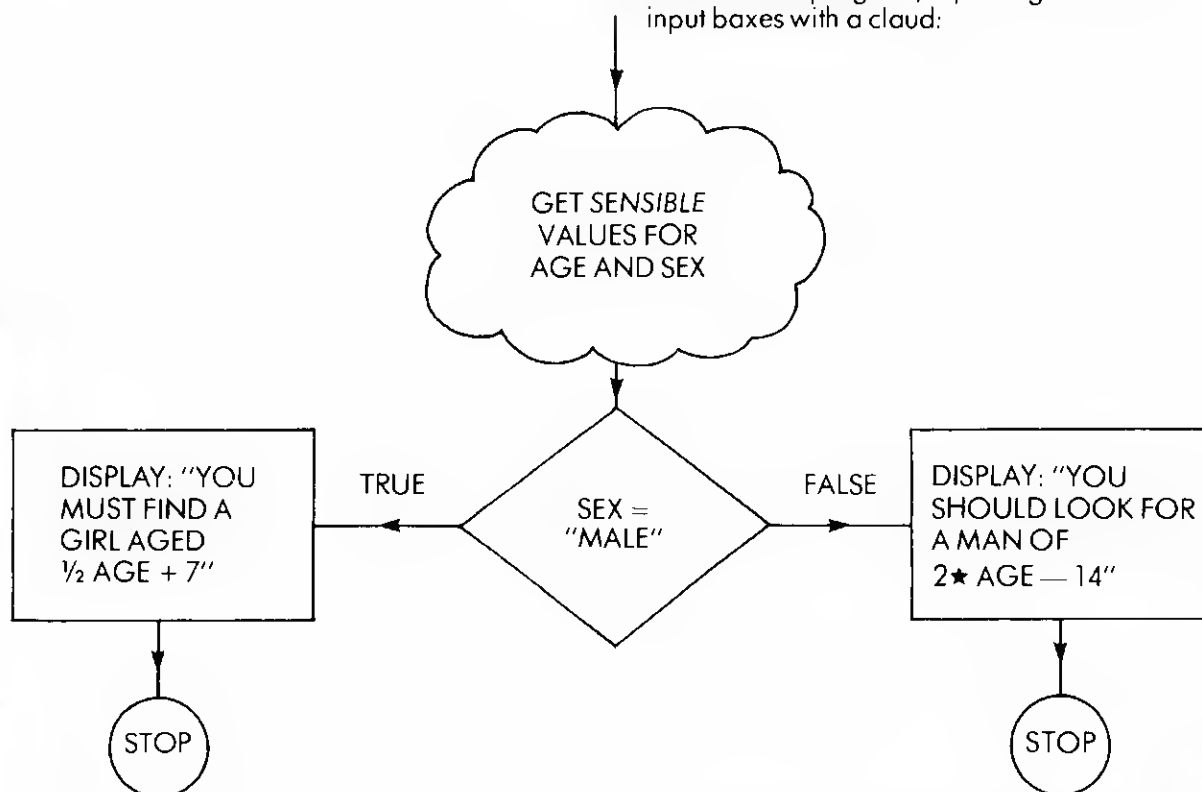 input baxes with a claud:
GET SENSIBLE
VALUES FOR
AGE AND SEX
TRUE
SEX =
"MALE"
FALSE
DISPLAY: "YOU
MUST FIND A
GIRL AGED
½ AGE + 7"
DISPLAY: "YOU
SHOULD LOOK FOR
A MAN OF
2★ AGE — 14"
STOP
STOP